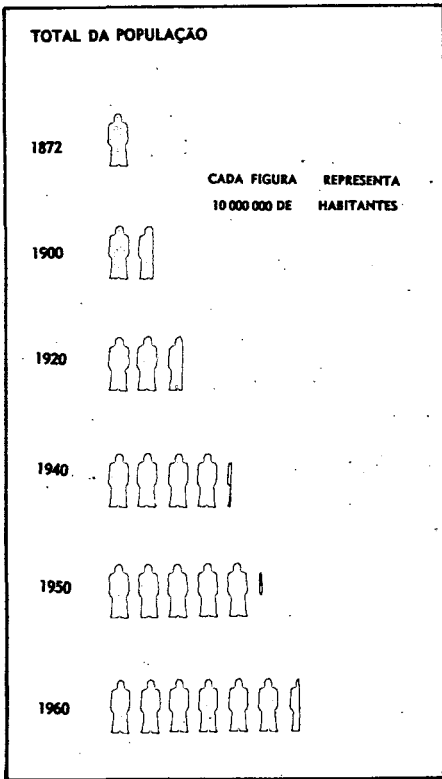 TOTAL DA POPULAÇÃO
1872
CADA FIGURA REPRESENTA
10 000 000 DE HABITANTES
1900
1920
1940
1950
1960